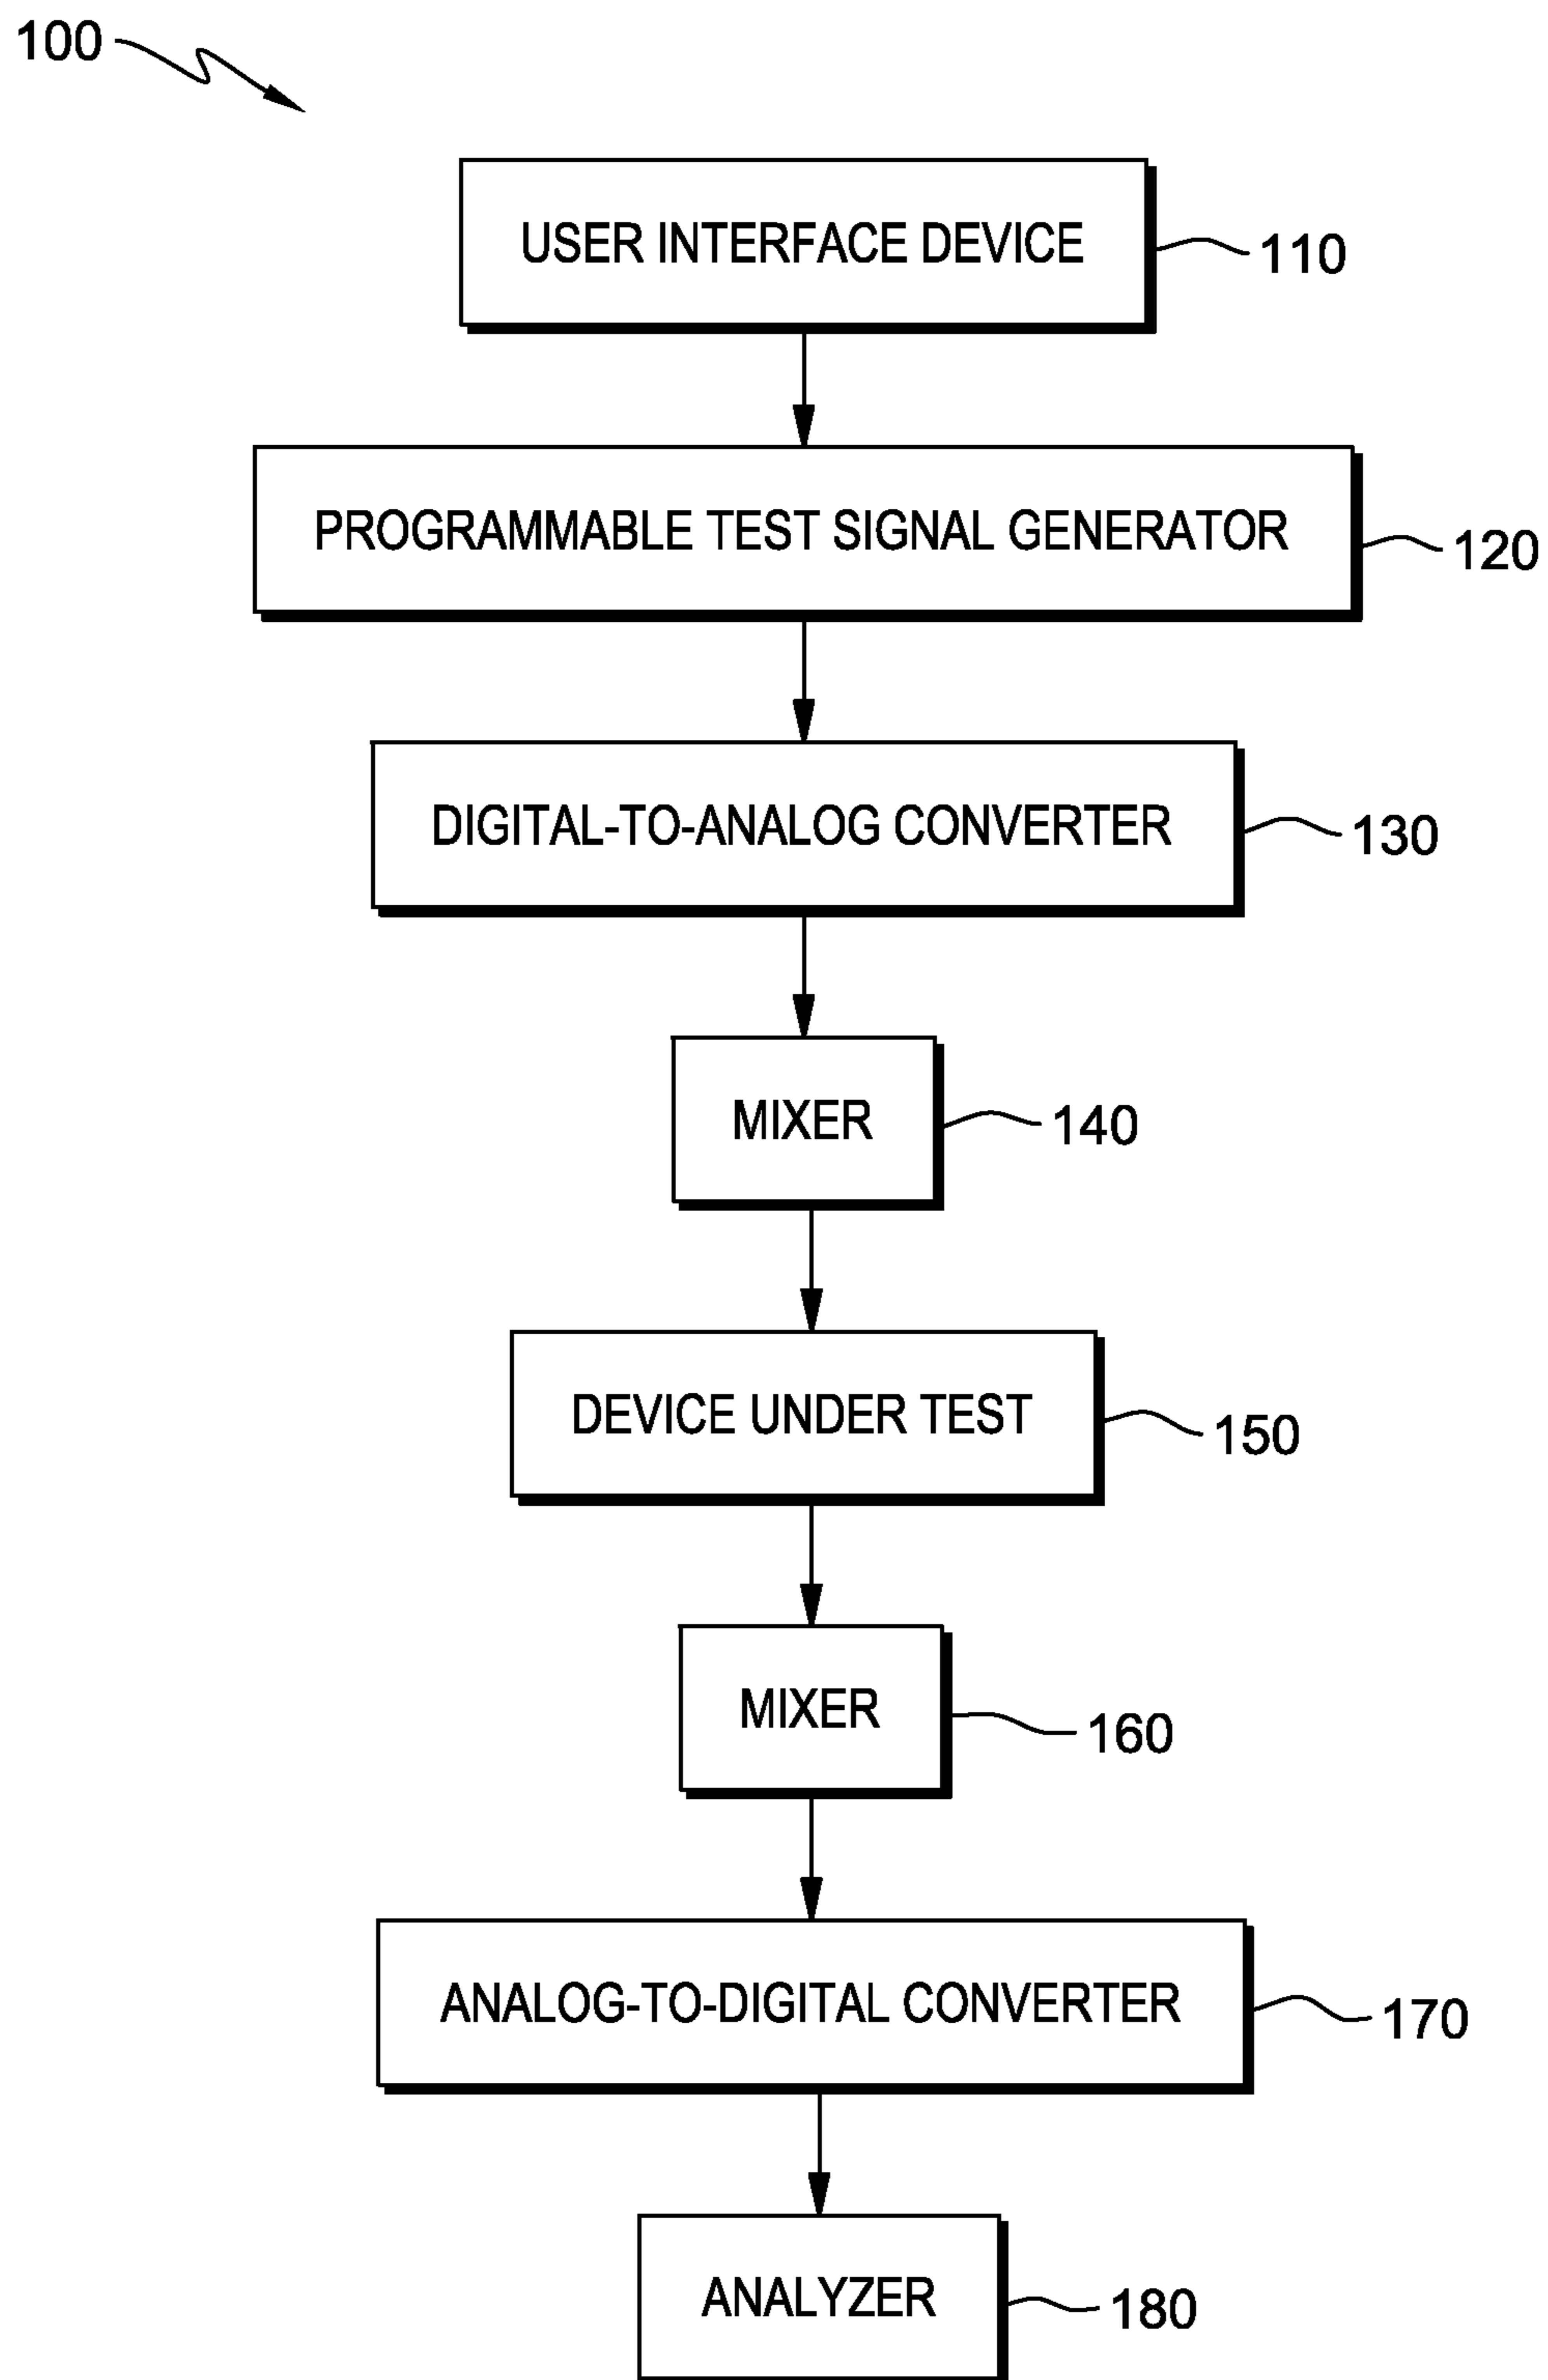 100
USER INTERFACE DEVICE
110
PROGRAMMABLE TEST SIGNAL GENERATOR
120
DIGITAL-TO-ANALOG CONVERTER
130
MIXER
140
DEVICE UNDER TEST
150
MIXER
160
ANALOG-TO-DIGITAL CONVERTER
170
ANALYZER
180